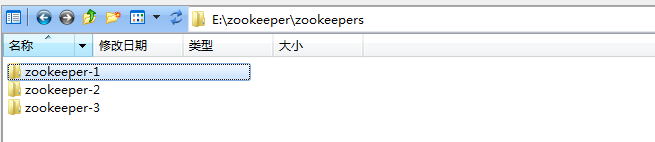 E:\zookeeper\zookeepers
名称 修改日期 类型 大小
zookeeper-1
zookeeper-2
zookeeper-3